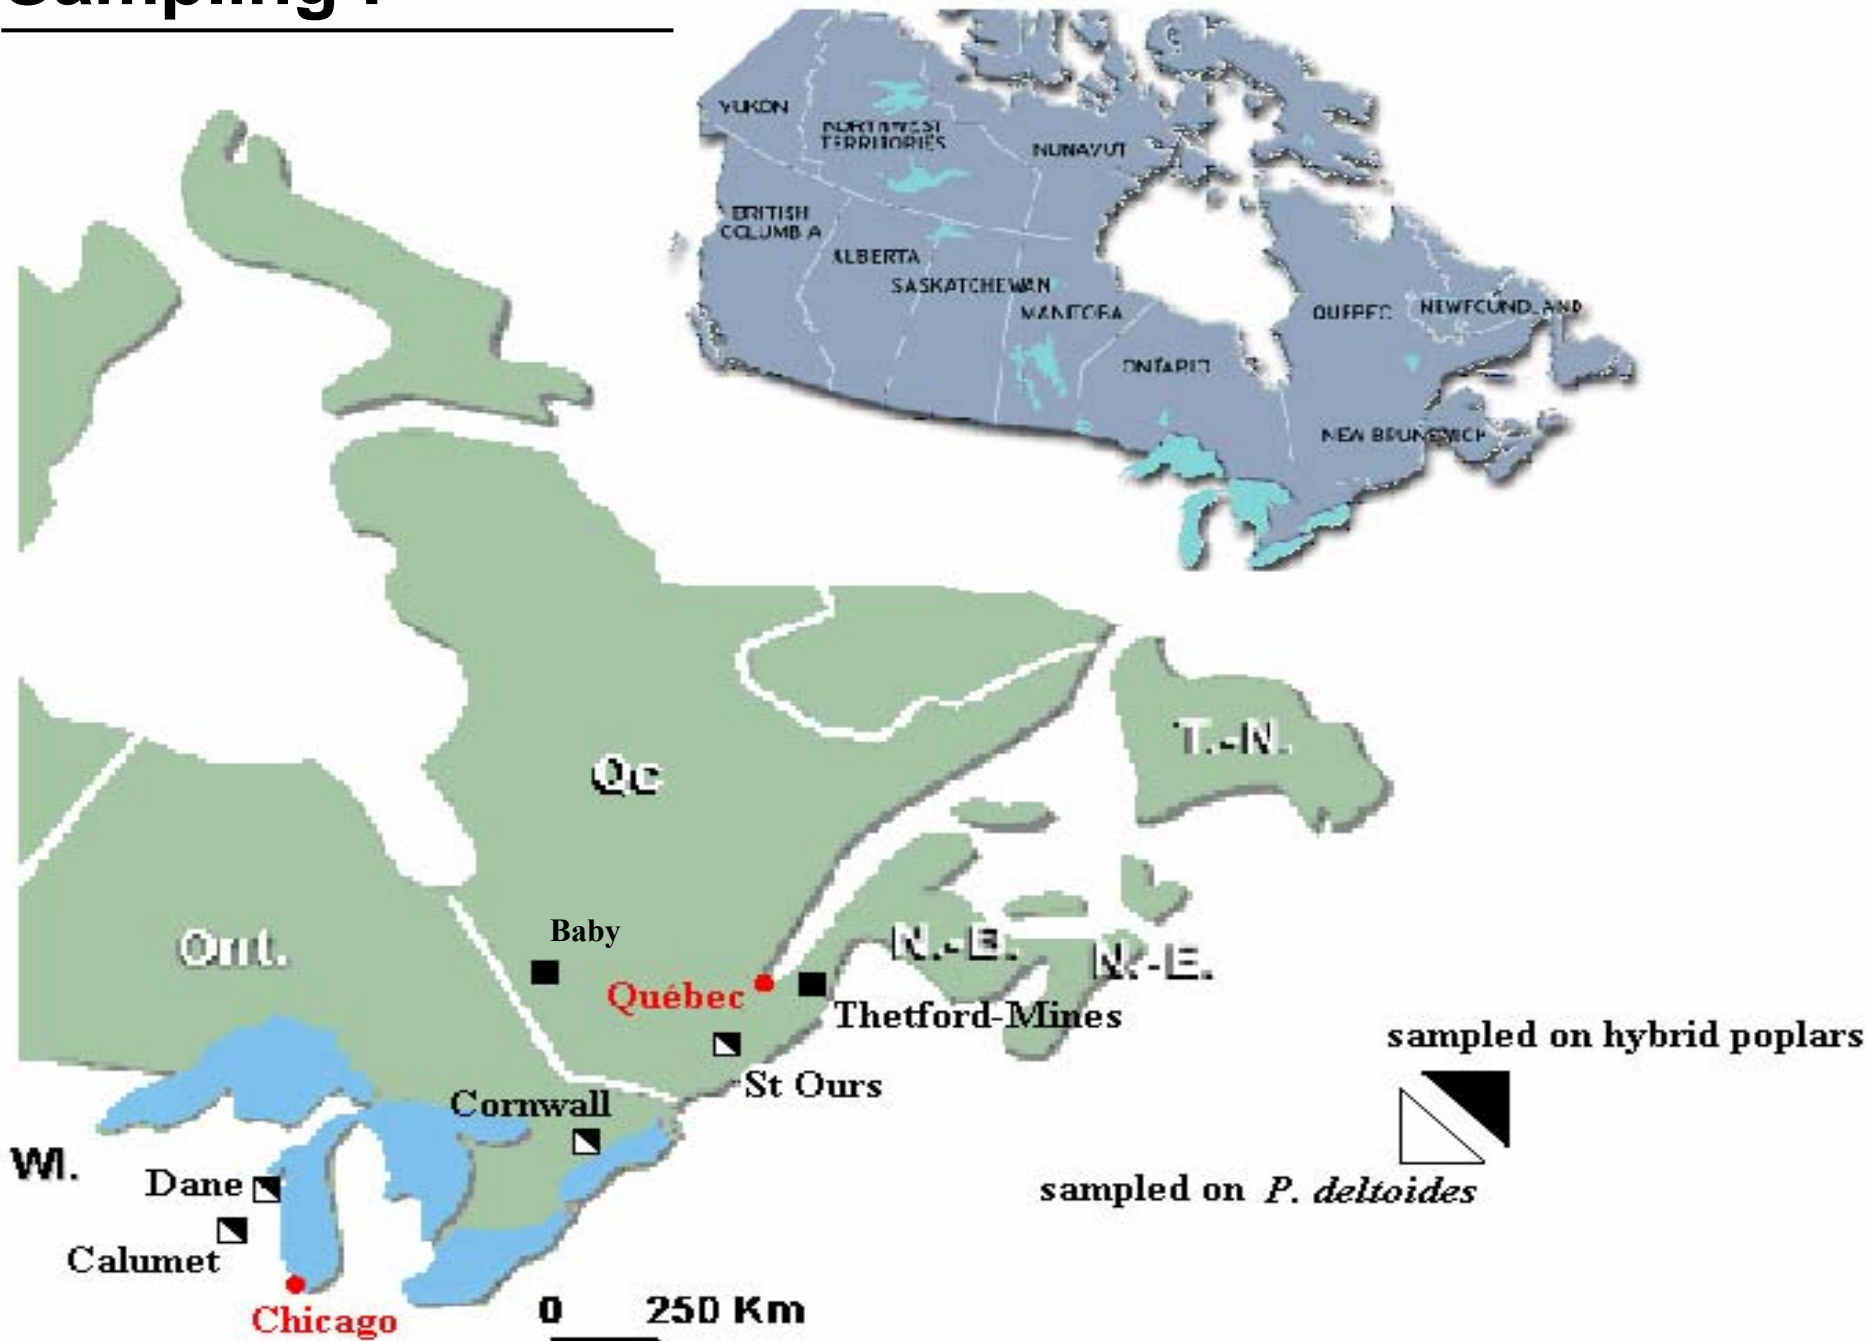 YUKON
NORTHWEST
TERRITORIES
NUNAVUT
BRITISH
COLUMB A
ALBERTA
SASKATCHEWAN
MANITOBA
QUEBEC
NEWFOUNDLAND
ONTARIO
NEW BRUNSWICK
T.-N.
Qc
Ont.
Baby
N.-B.
N.-E.
Québec
Thetford-Mines
sampled on hybrid poplars
St Ours
Cornwall
WI.
Dane
sampled on P. deltoides
Calumet
0 250 Km
Chicago